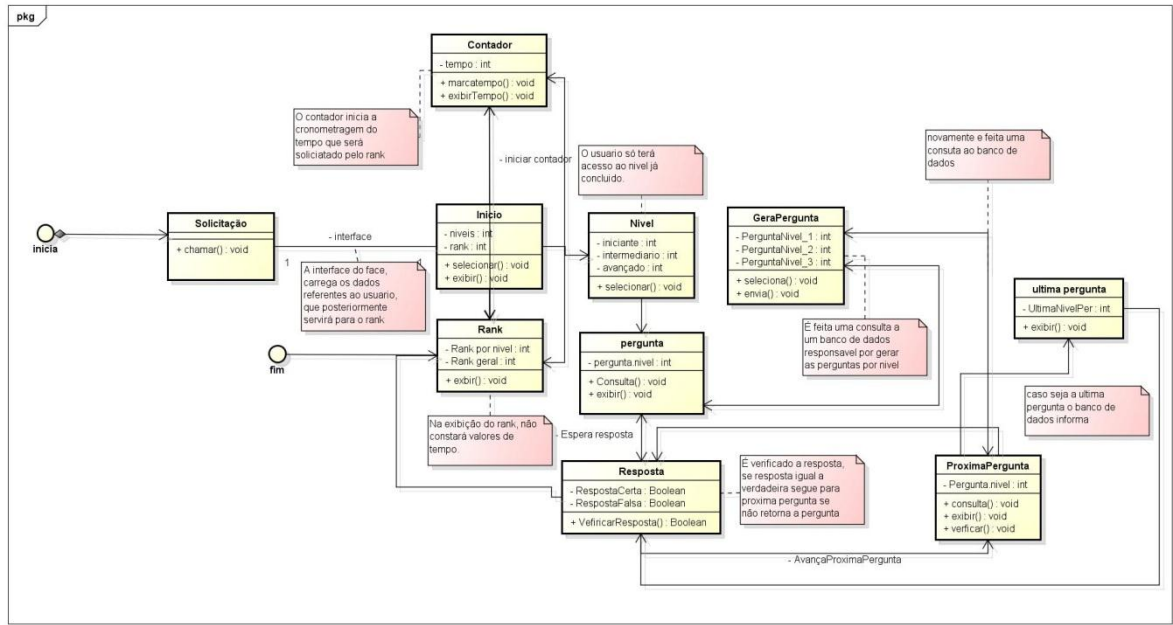 pkg
Contador
- tempo : int
+ marcatempo() : void
+ exibirTempo() : void
O contador inicia a
cronometragem do
tempo que será
soliciatado pelo rank
- iniciar contador
O usuario só terá
acesso ao nivel já
concluido.
novamente e feita uma
consuta ao banco de
dados
inicia
Solicitação
+ chamar() : void
1
- interface
A interface do face,
carrega os dados
referentes ao usuario,
que posteriormente
servirá para o rank
Inicio
- niveis : int
- rank : int
+ selecionar() : void
+ exibir() : void
Nivel
- iniciante : int
- intermediario : int
- avançado : int
+ selecionar() : void
GeraPergunta
- PerguntaNivel_1 : int
- PerguntaNivel_2 : int
- PerguntaNivel_3 : int
+ seleciona() : void
+ envia() : void
ultima pergunta
- UltimaNivelPer : int
+ exibir() : void
fim
Rank
- Rank por nivel : int
- Rank geral : int
+ exbir() : void
pergunta
- pergunta.nivel : int
+ Consulta() : void
+ exibir() : void
É feita uma consulta a
um banco de dados
responsavel por gerar
as perguntas por nivel
caso seja a ultima
pergunta o banco de
dados informa
Na exibição do rank, não
constará valores de
tempo.
- Espera resposta
Resposta
- RespostaCerta : Boolean
- RespostaFalsa : Boolean
+ VefiricarResposta() : Boolean
É verificado a resposta,
se resposta igual a
verdadeira segue para
proxima pergunta se
não retorna a pergunta
ProximaPergunta
- Pergunta.nivel : int
+ consulta() : void
+ exibir() : void
+ verficar() : void
- AvançaProximaPergunta